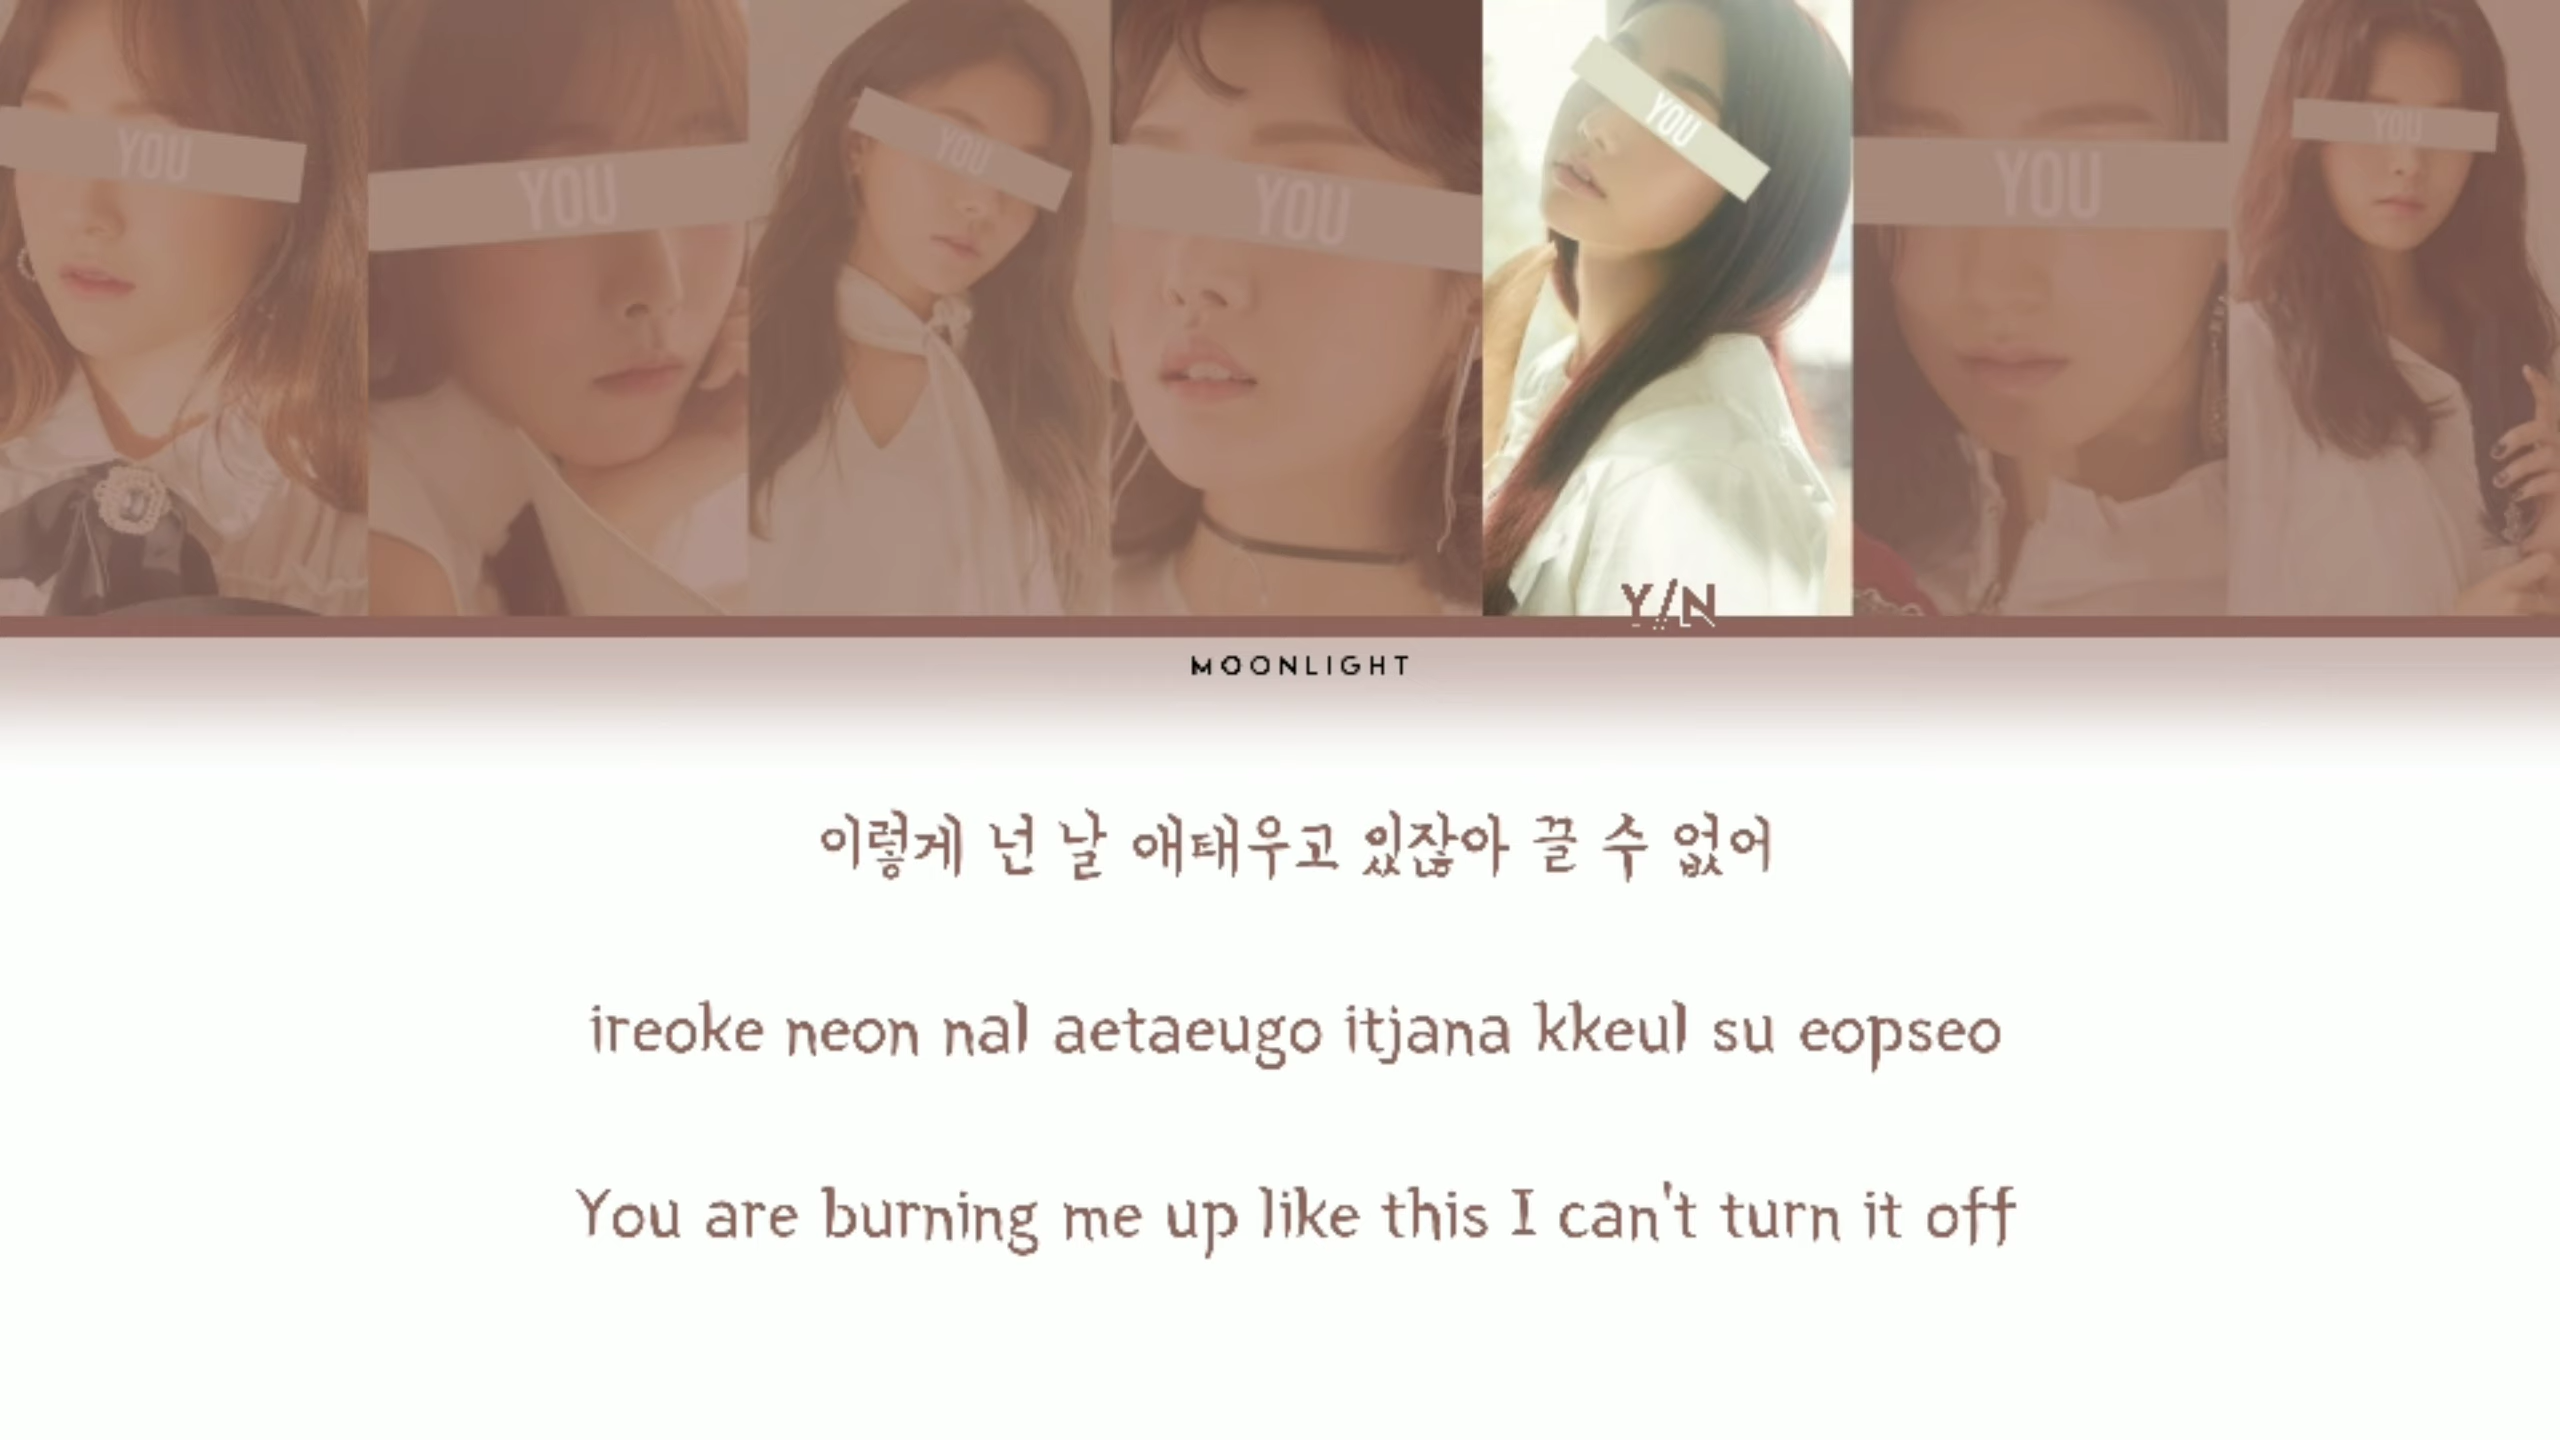 YOU
YOU
YOU
YOU
YOU
YOU
YOU
Y/N
MOONLIGHT
이렇게 넌 날 애태우고 있잖아 끌 수 없어
ireoke neon nal aetaeugo itjana kkeul su eopseo
You are burning me up like this I can't turn it off